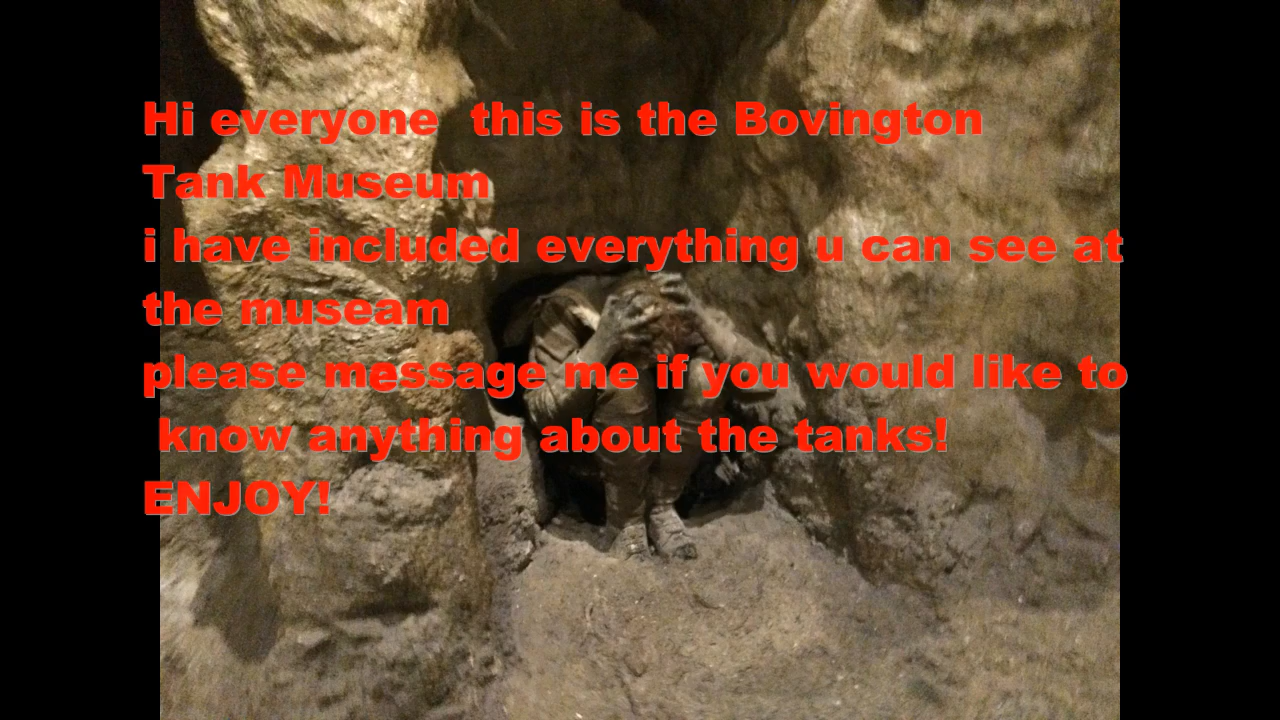 Hi everyone  this is the Bovington
Tank Museum
i have included everything u can see at
the museam
please message me if you would like to
know anything about the tanks!
ENJOY!